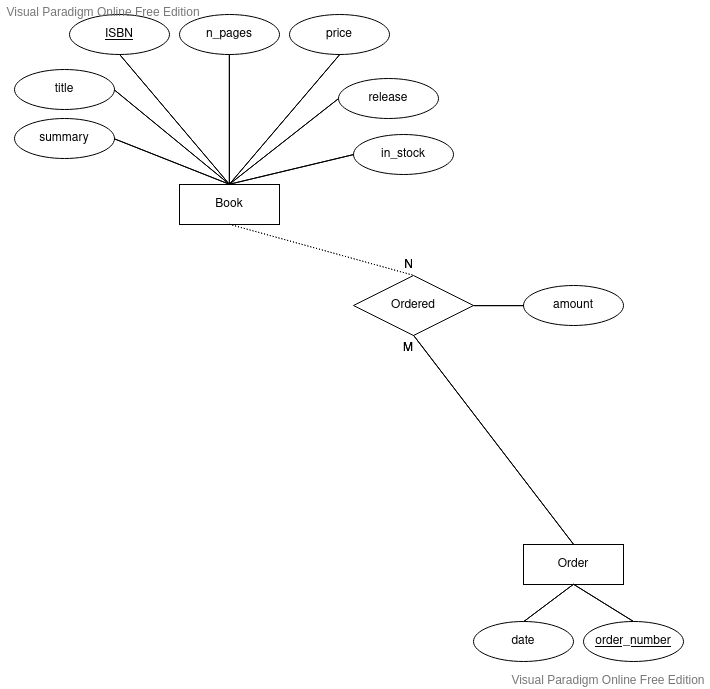 Visual Paradigm Online Free Edition
ISBN
n_pages
price
title
release
summary
in_stock
Book
N
Ordered
amount
M
Order
date
order_number
Visual Paradigm Online Free Edition